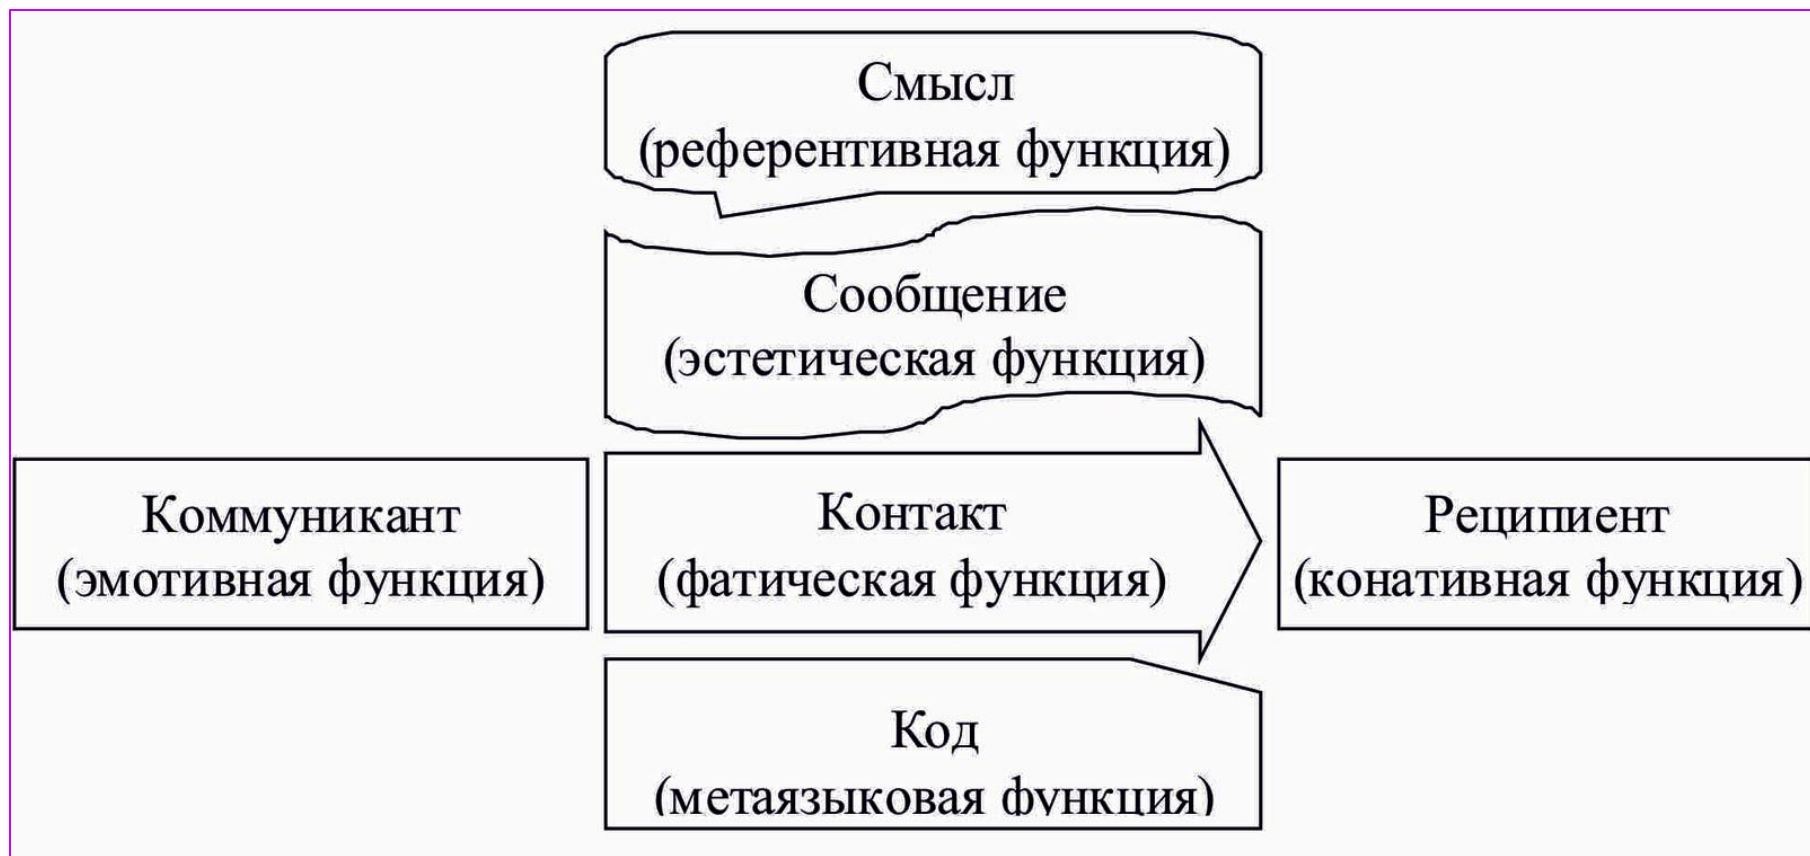 Смысл
(референтивная функция)
Сообщение
(эстетическая функция)
Коммуникант
(эмотивная функция)
Контакт
(фатическая функция)
Реципиент
(конативная функция)
Код
(метаязыковая функция)